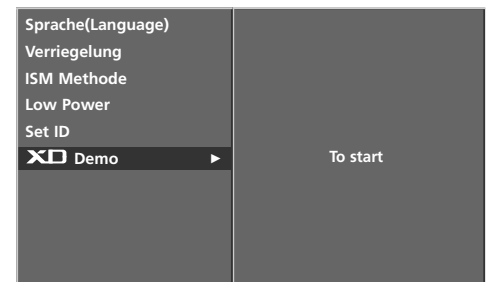 Sprache(Language)
Verriegelung
ISM Methode
Low Power
Set ID
XD Demo ► To start